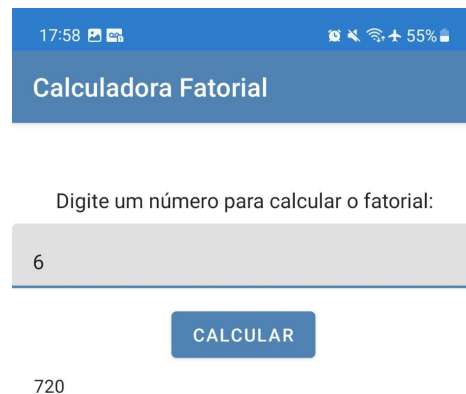 17:58
55%
Calculadora Fatorial
Digite um número para calcular o fatorial:
6
CALCULAR
720